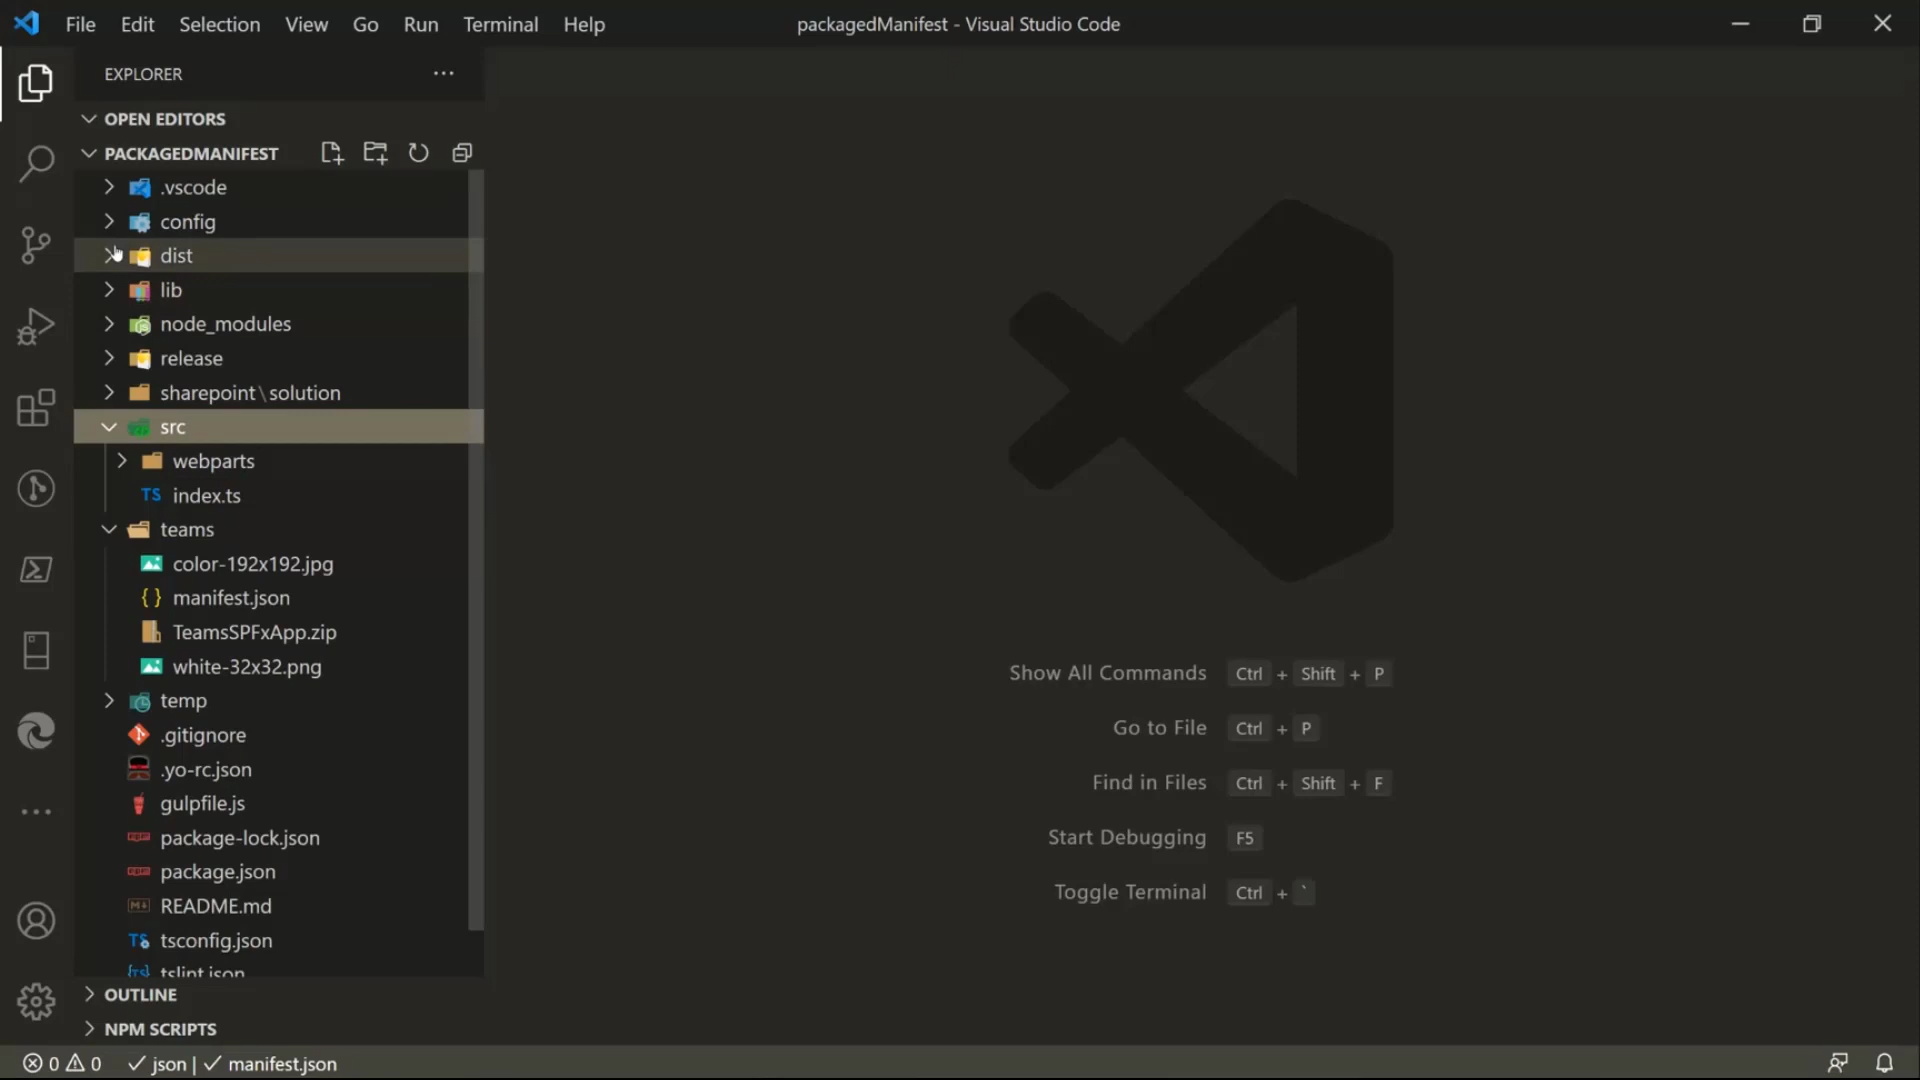 File Edit Selection View Go Run Terminal Help
packagedManifest - Visual Studio Code
EXPLORER
OPEN EDITORS
PACKAGEDMANIFEST
.vscode
config
dist
lib
node_modules
release
sharepoint\solution
src
webparts
TS index.ts
teams
color-192x192.jpg
{} manifest.json
TeamsSPFxApp.zip
white-32x32.png
temp
.gitignore
.yo-rc.json
gulpfile.js
package-lock.json
package.json
README.md
tsconfig.json
tslint.json
OUTLINE
NPM SCRIPTS
Show All Commands Ctrl + Shift + P
Go to File Ctrl + P
Find in Files Ctrl + Shift + F
Start Debugging F5
Toggle Terminal Ctrl + `
0 0 json | manifest.json